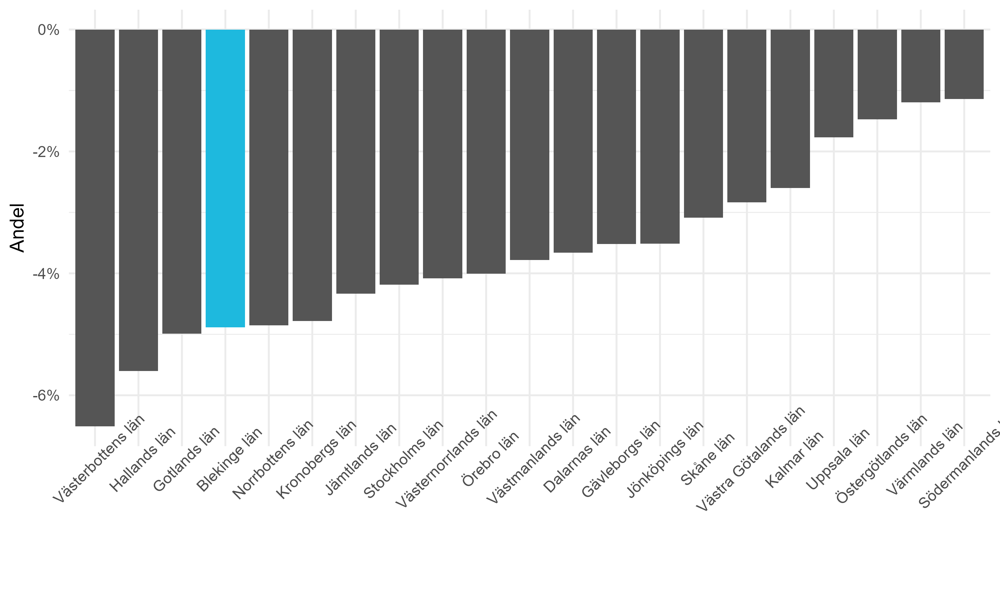 Andel
0%
-2%
-4%
-6%
Västerbottens län
Hallands län
Gotlands län
Blekinge län
Norrbottens län
Kronobergs län
Jämtlands län
Stockholms län
Västernorrlands län
Örebro län
Västmanlands län
Dalarnas län
Gävleborgs län
Jönköpings län
Skåne län
Västra Götalands län
Kalmar län
Uppsala län
Östergötlands län
Värmlands län
Södermanlands